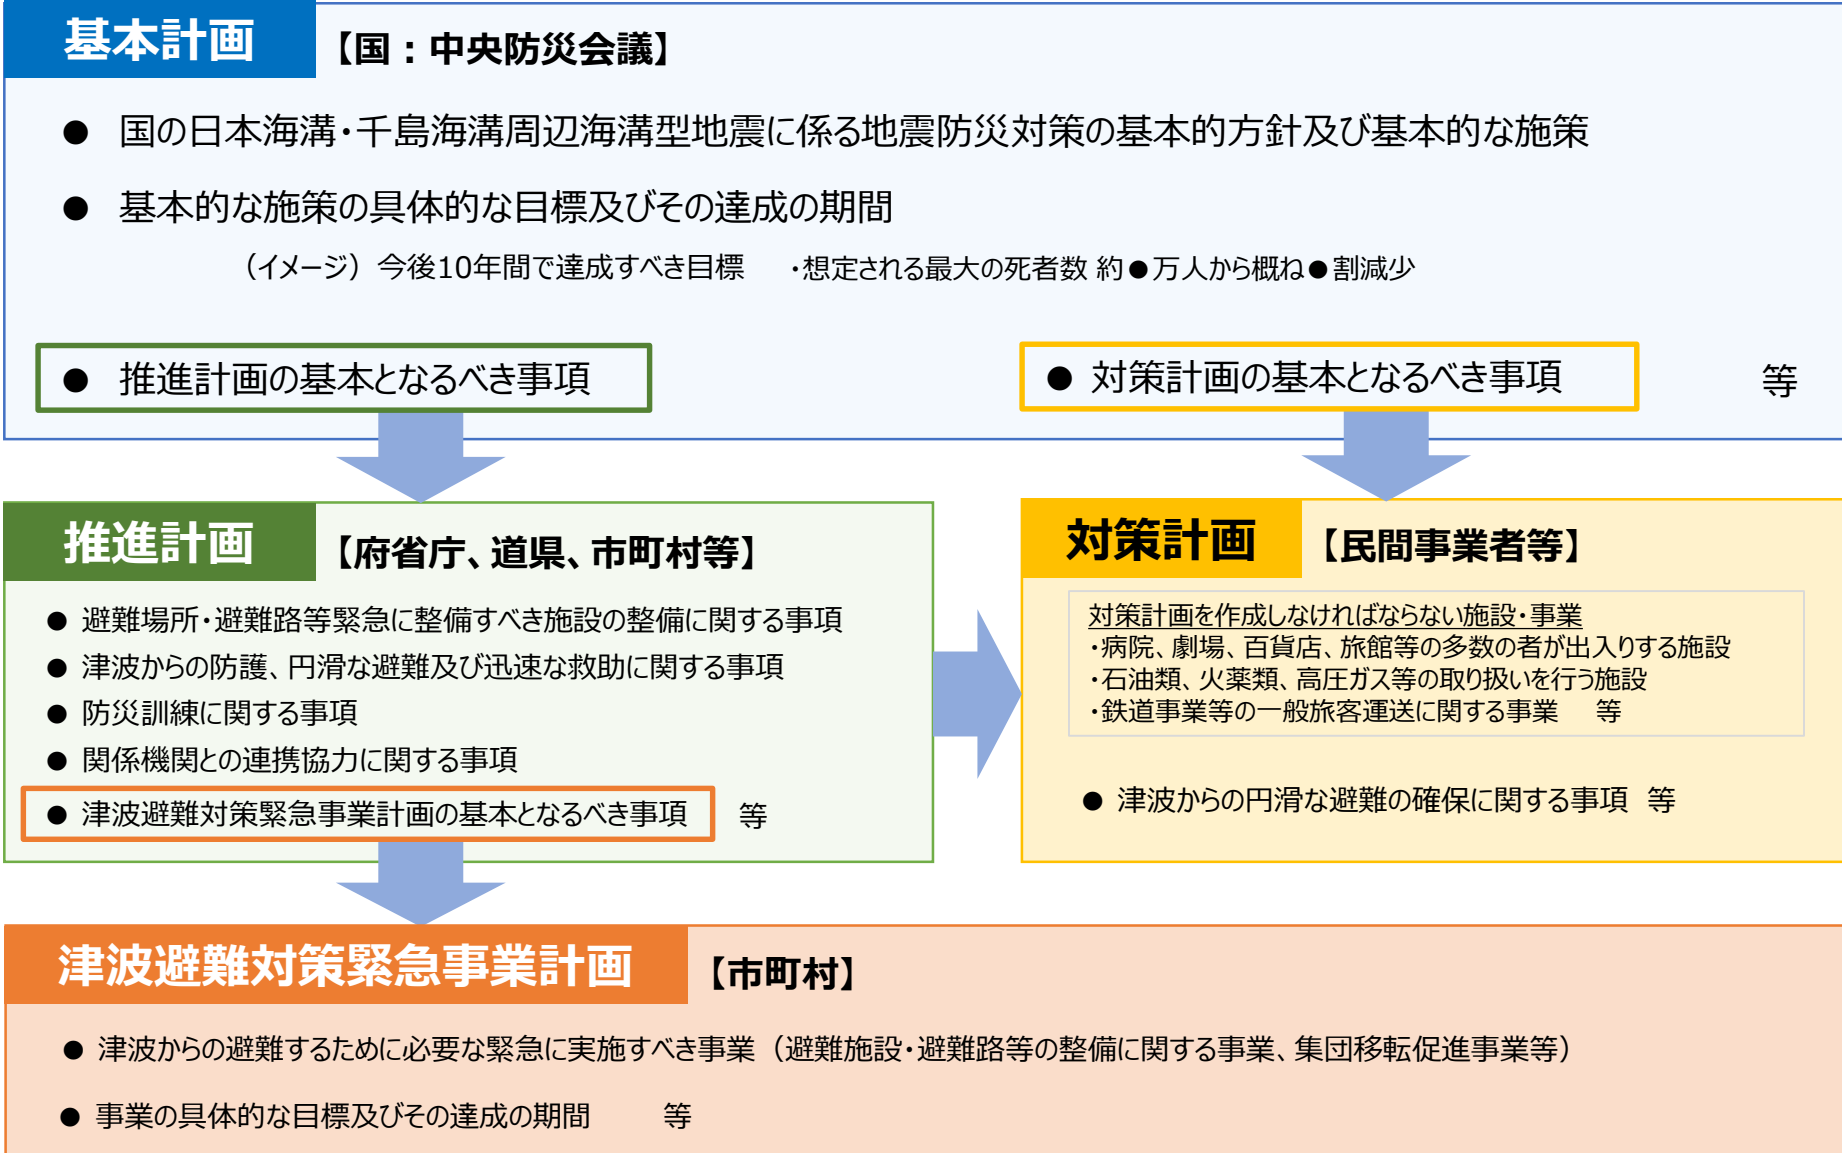 基本計画 【国：中央防災会議】
● 国の日本海溝・千島海溝周辺海溝型地震に係る地震防災対策の基本的方針及び基本的な施策
● 基本的な施策の具体的な目標及びその達成の期間
（イメージ）今後10年間で達成すべき目標 ・想定される最大の死者数 約●万人から概ね●割減少
● 推進計画の基本となるべき事項
● 対策計画の基本となるべき事項 等
推進計画 【府省庁、道県、市町村等】
● 避難場所・避難路等緊急に整備すべき施設の整備に関する事項
● 津波からの防護、円滑な避難及び迅速な救助に関する事項
● 防災訓練に関する事項
● 関係機関との連携協力に関する事項
● 津波避難対策緊急事業計画の基本となるべき事項 等
対策計画 【民間事業者等】
対策計画を作成しなければならない施設・事業
・病院、劇場、百貨店、旅館等の多数の者が出入りする施設
・石油類、火薬類、高圧ガス等の取り扱いを行う施設
・鉄道事業等の一般旅客運送に関する事業 等
● 津波からの円滑な避難の確保に関する事項 等
津波避難対策緊急事業計画 【市町村】
● 津波からの避難するために必要な緊急に実施すべき事業（避難施設・避難路等の整備に関する事業、集団移転促進事業等）
● 事業の具体的な目標及びその達成の期間 等